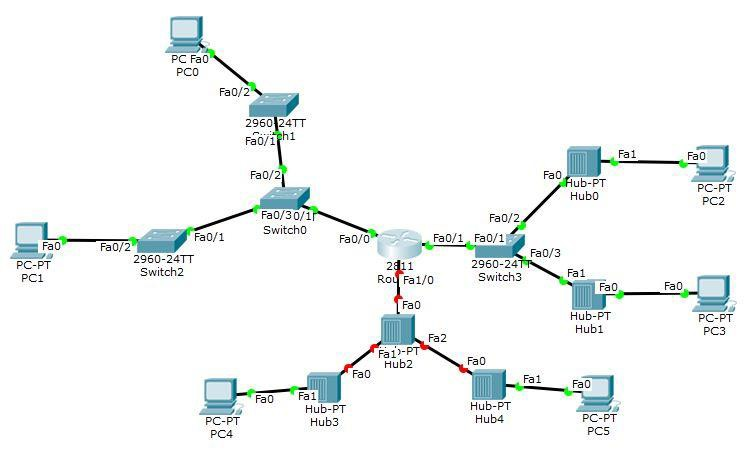 PC Fa0
PC0
Fa0/2
2960-24TT
Switch1
Fa0/1
Fa0/2
Fa0/3
0/1
Switch0
Fa0
PC-PT
PC1
Fa0/2
Fa0/1
2960-24TT
Switch2
Fa0/0
2811
Fa1/0
Fa0/1
Fa0/1
2960-24TT
Switch3
Fa0/2
Fa0/3
Fa0
Fa1
Hub-PT
Hub0
Fa0
PC-PT
PC2
Fa1
Fa0
Hub-PT
Hub1
Fa0
PC-PT
PC3
Fa0
Fa1
Fa2
Hub2
Fa0
Fa1
Hub-PT
Hub3
Fa0
PC-PT
PC4
Fa0
Fa1
Hub-PT
Hub4
Fa0
PC-PT
PC5